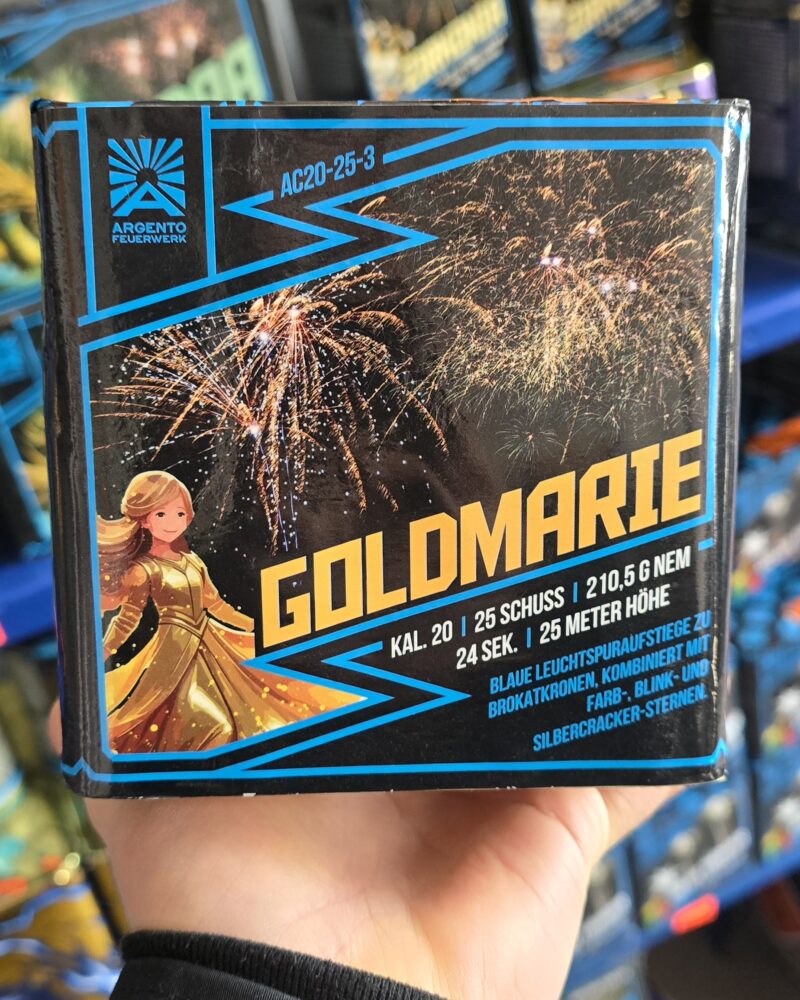 ARGENTO
FEUERWERK
AC20-25-3
GOLDMARIE
KAL. 20 | 25 SCHUSS | 210,5 G NEM
24 SEK. | 25 METER HÖHE
BLAUE LEUCHTSPURAUFSTIEGE ZU
BROKATKRONEN, KOMBINIERT MIT
FARB-, BLINK- UND
SILBERCRACKER-STERNEN.